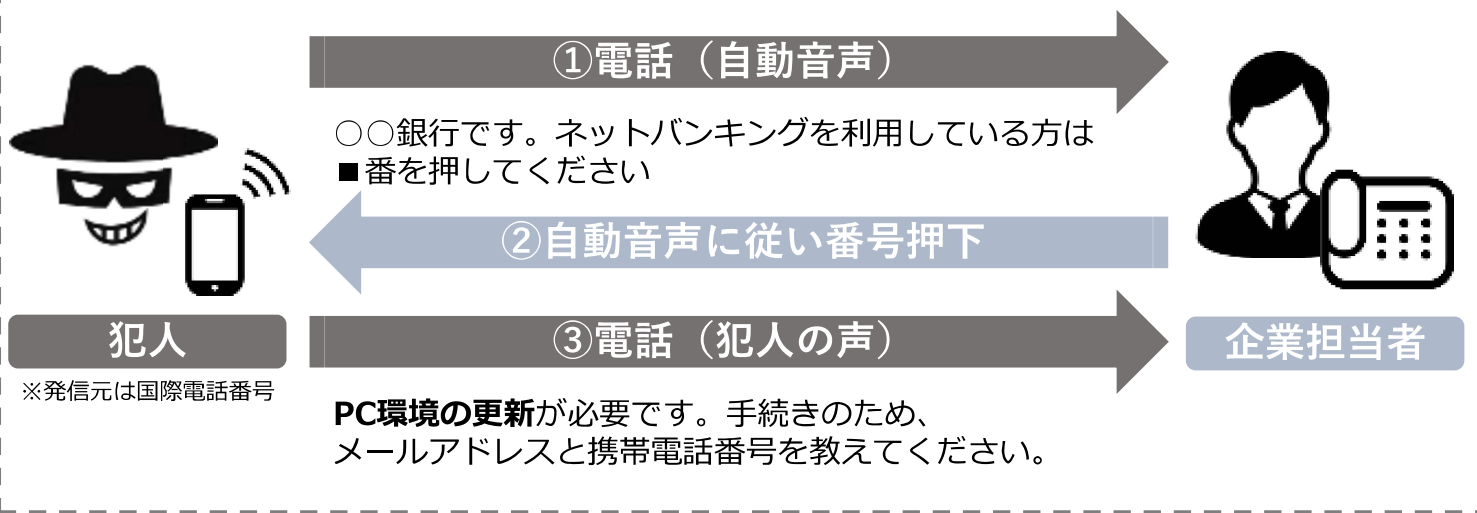 ①電話（自動音声）
○○銀行です。ネットバンキングを利用している方は
■番を押してください
②自動音声に従い番号押下
③電話（犯人の声）
犯人
企業担当者
※発信元は国際電話番号
PC環境の更新が必要です。手続きのため、
メールアドレスと携帯電話番号を教えてください。